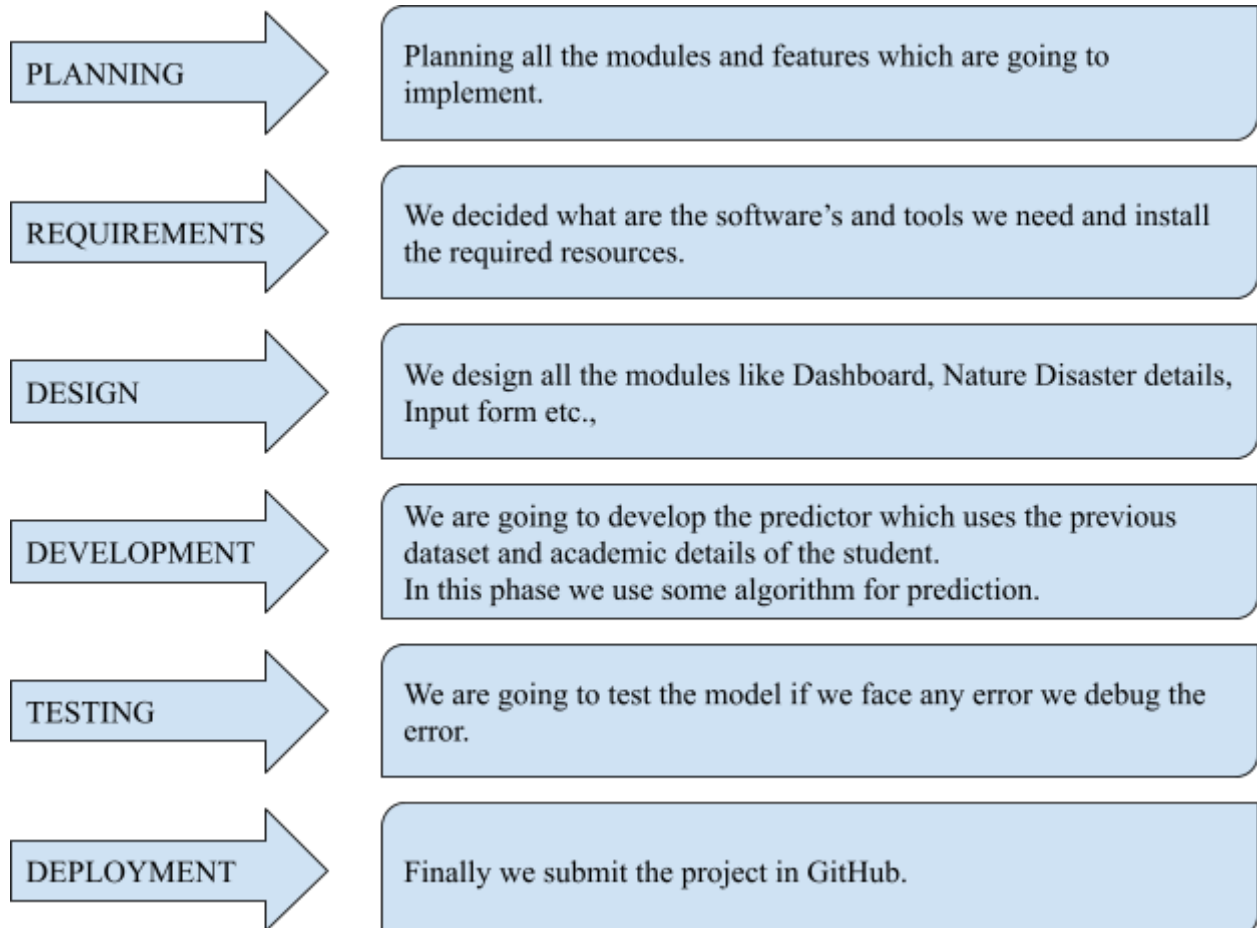 PLANNING
Planning all the modules and features which are going to
implement.
REQUIREMENTS
We decided what are the software’s and tools we need and install
the required resources.
DESIGN
We design all the modules like Dashboard, Nature Disaster details,
Input form etc.,
DEVELOPMENT
We are going to develop the predictor which uses the previous
dataset and academic details of the student.
In this phase we use some algorithm for prediction.
TESTING
We are going to test the model if we face any error we debug the
error.
DEPLOYMENT
Finally we submit the project in GitHub.